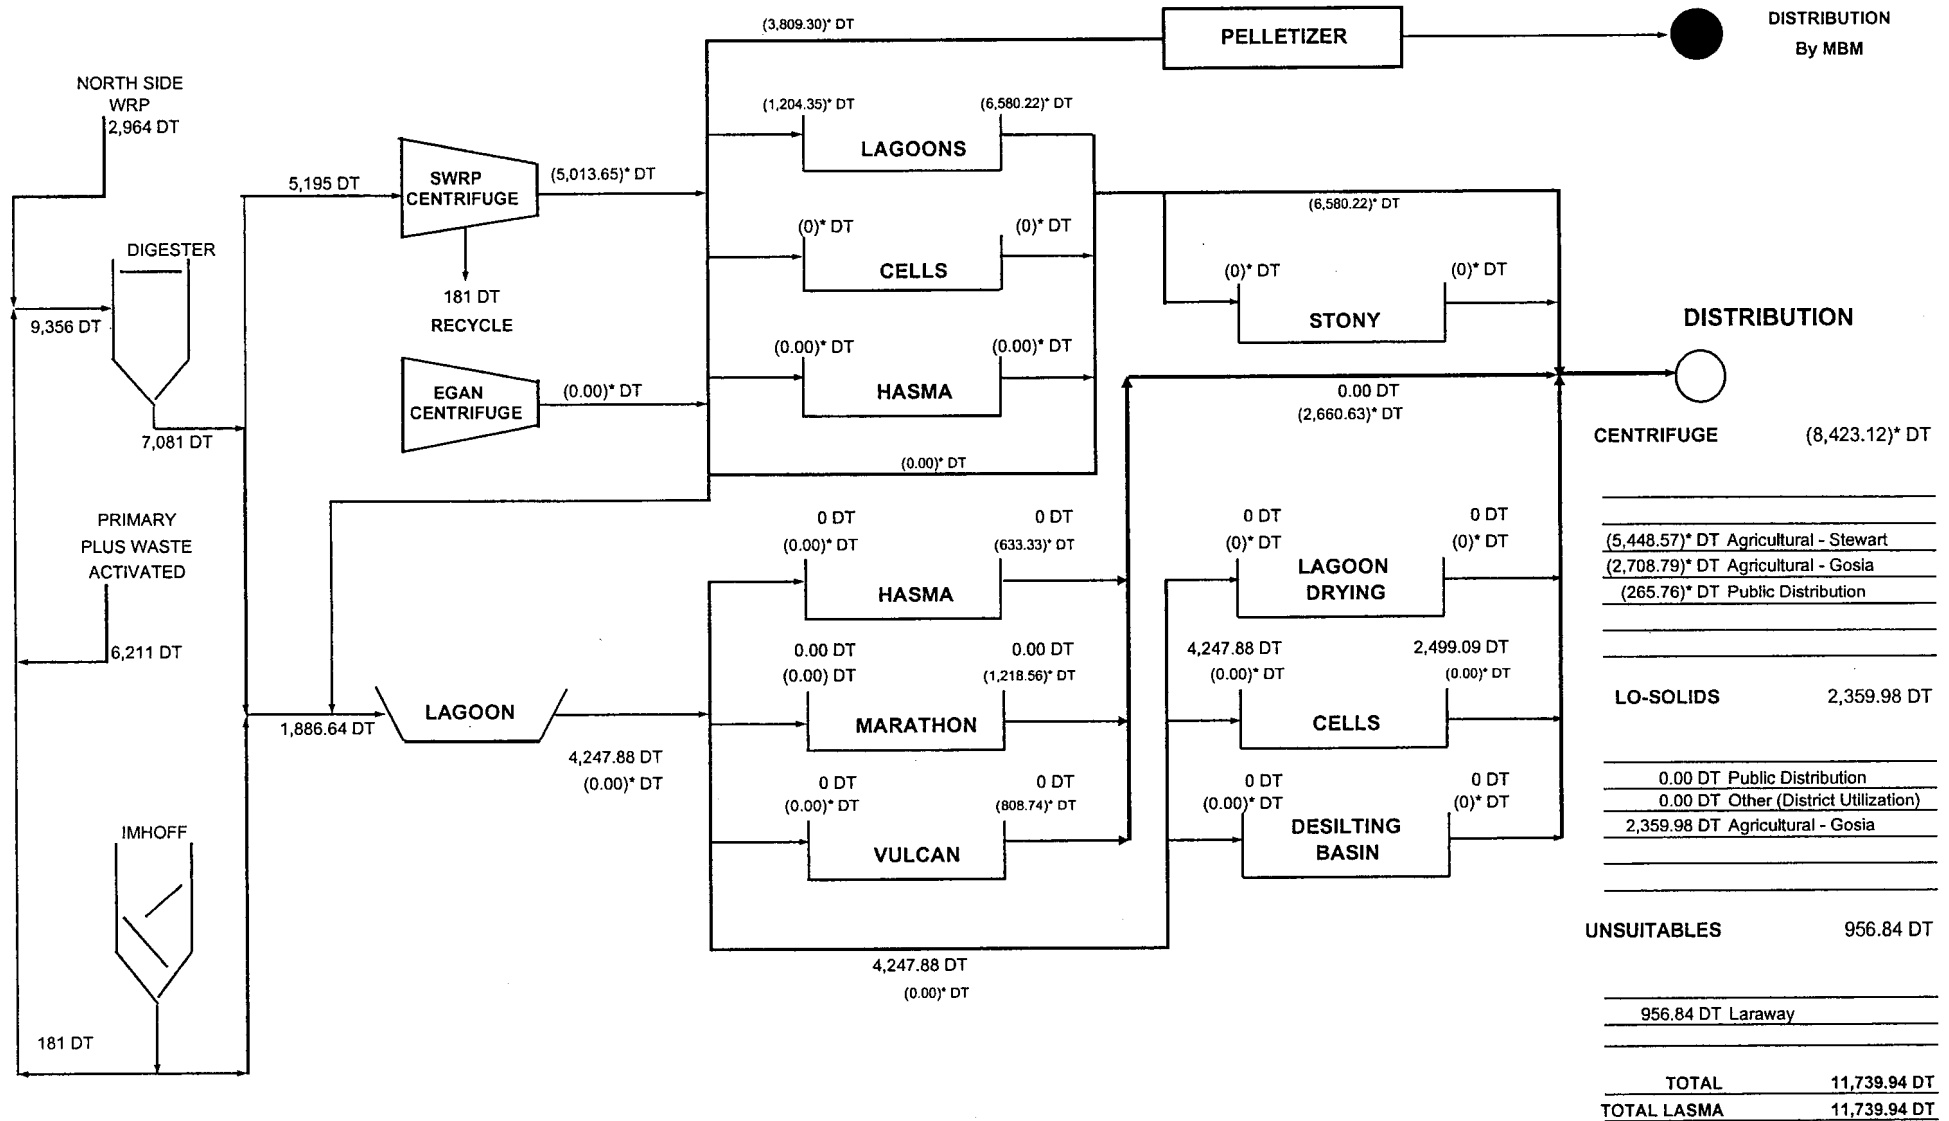 (3,809.30)* DT
PELLETIZER
DISTRIBUTION
By MBM
NORTH SIDE
WRP
2,964 DT
(1,204.35)* DT
(6,580.22)* DT
LAGOONS
5,195 DT
SWRP
CENTRIFUGE
(5,013.65)* DT
(6,580.22)* DT
DIGESTER
(0)* DT
(0)* DT
CELLS
(0)* DT
(0)* DT
STONY
181 DT
RECYCLE
9,356 DT
DISTRIBUTION
(0.00)* DT
(0.00)* DT
HASMA
EGAN
CENTRIFUGE
(0.00)* DT
0.00 DT
(2,660.63)* DT
7,081 DT
CENTRIFUGE (8,423.12)* DT
(0.00)* DT
PRIMARY
PLUS WASTE
ACTIVATED
0 DT
(0.00)* DT
0 DT
(633.33)* DT
HASMA
0 DT
(0)* DT
0 DT
(0)* DT
LAGOON
DRYING
(5,448.57)* DT Agricultural - Stewart
(2,708.79)* DT Agricultural - Gosia
(265.76)* DT Public Distribution
6,211 DT
0.00 DT
(0.00) DT
0.00 DT
(1,218.56)* DT
MARATHON
4,247.88 DT
(0.00)* DT
2,499.09 DT
(0.00)* DT
CELLS
LO-SOLIDS 2,359.98 DT
1,886.64 DT
LAGOON
4,247.88 DT
(0.00)* DT
0 DT
(0.00)* DT
0 DT
(808.74)* DT
VULCAN
0 DT
(0.00)* DT
0 DT
(0)* DT
DESILTING
BASIN
0.00 DT Public Distribution
0.00 DT Other (District Utilization)
2,359.98 DT Agricultural - Gosia
IMHOFF
UNSUITABLES 956.84 DT
4,247.88 DT
(0.00)* DT
956.84 DT Laraway
181 DT
TOTAL 11,739.94 DT
TOTAL LASMA 11,739.94 DT